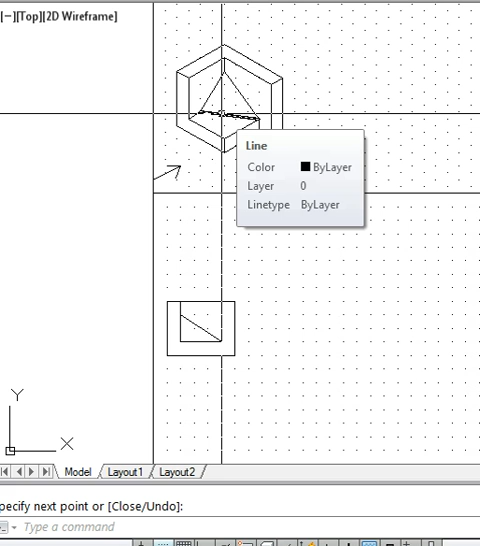 [−][Top][2D Wireframe]
Line
Color ByLayer
Layer 0
Linetype ByLayer
Y
X
Model Layout1 Layout2
pecify next point or [Close/Undo]:
Type a command